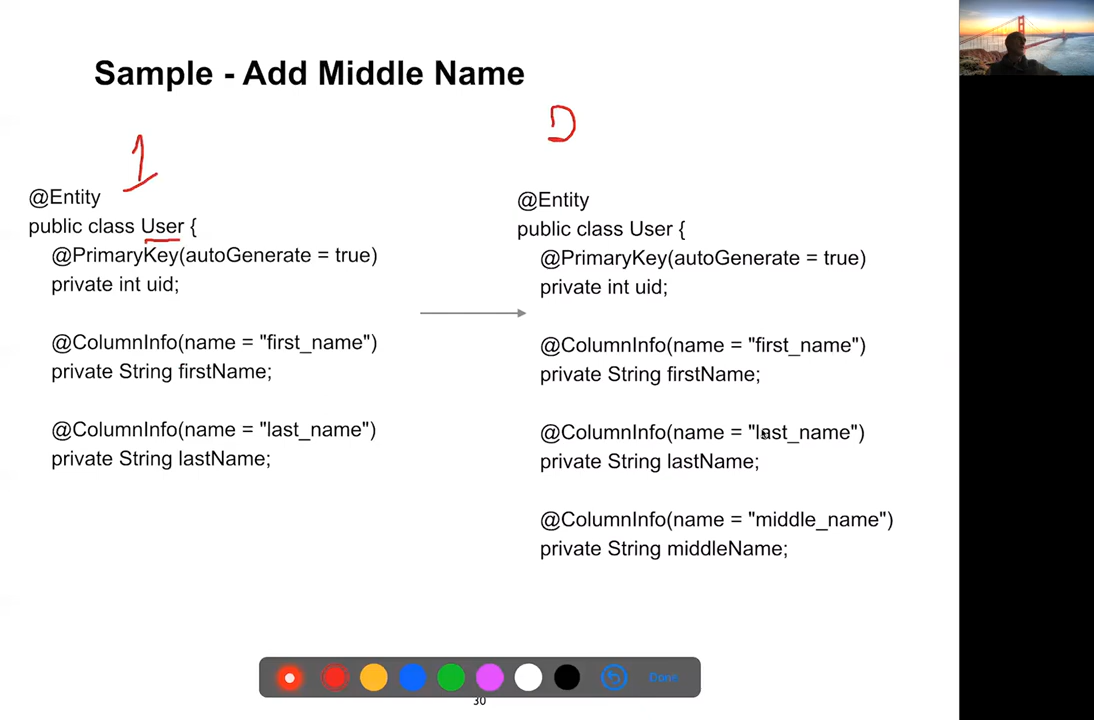 Sample - Add Middle Name
1
@Entity
public class User {
@PrimaryKey(autoGenerate = true)
private int uid;
@ColumnInfo(name = "first_name")
private String firstName;
@ColumnInfo(name = "last_name")
private String lastName;
D
@Entity
public class User {
@PrimaryKey(autoGenerate = true)
private int uid;
@ColumnInfo(name = "first_name")
private String firstName;
@ColumnInfo(name = "last_name")
private String lastName;
@ColumnInfo(name = "middle_name")
private String middleName;
Done
30